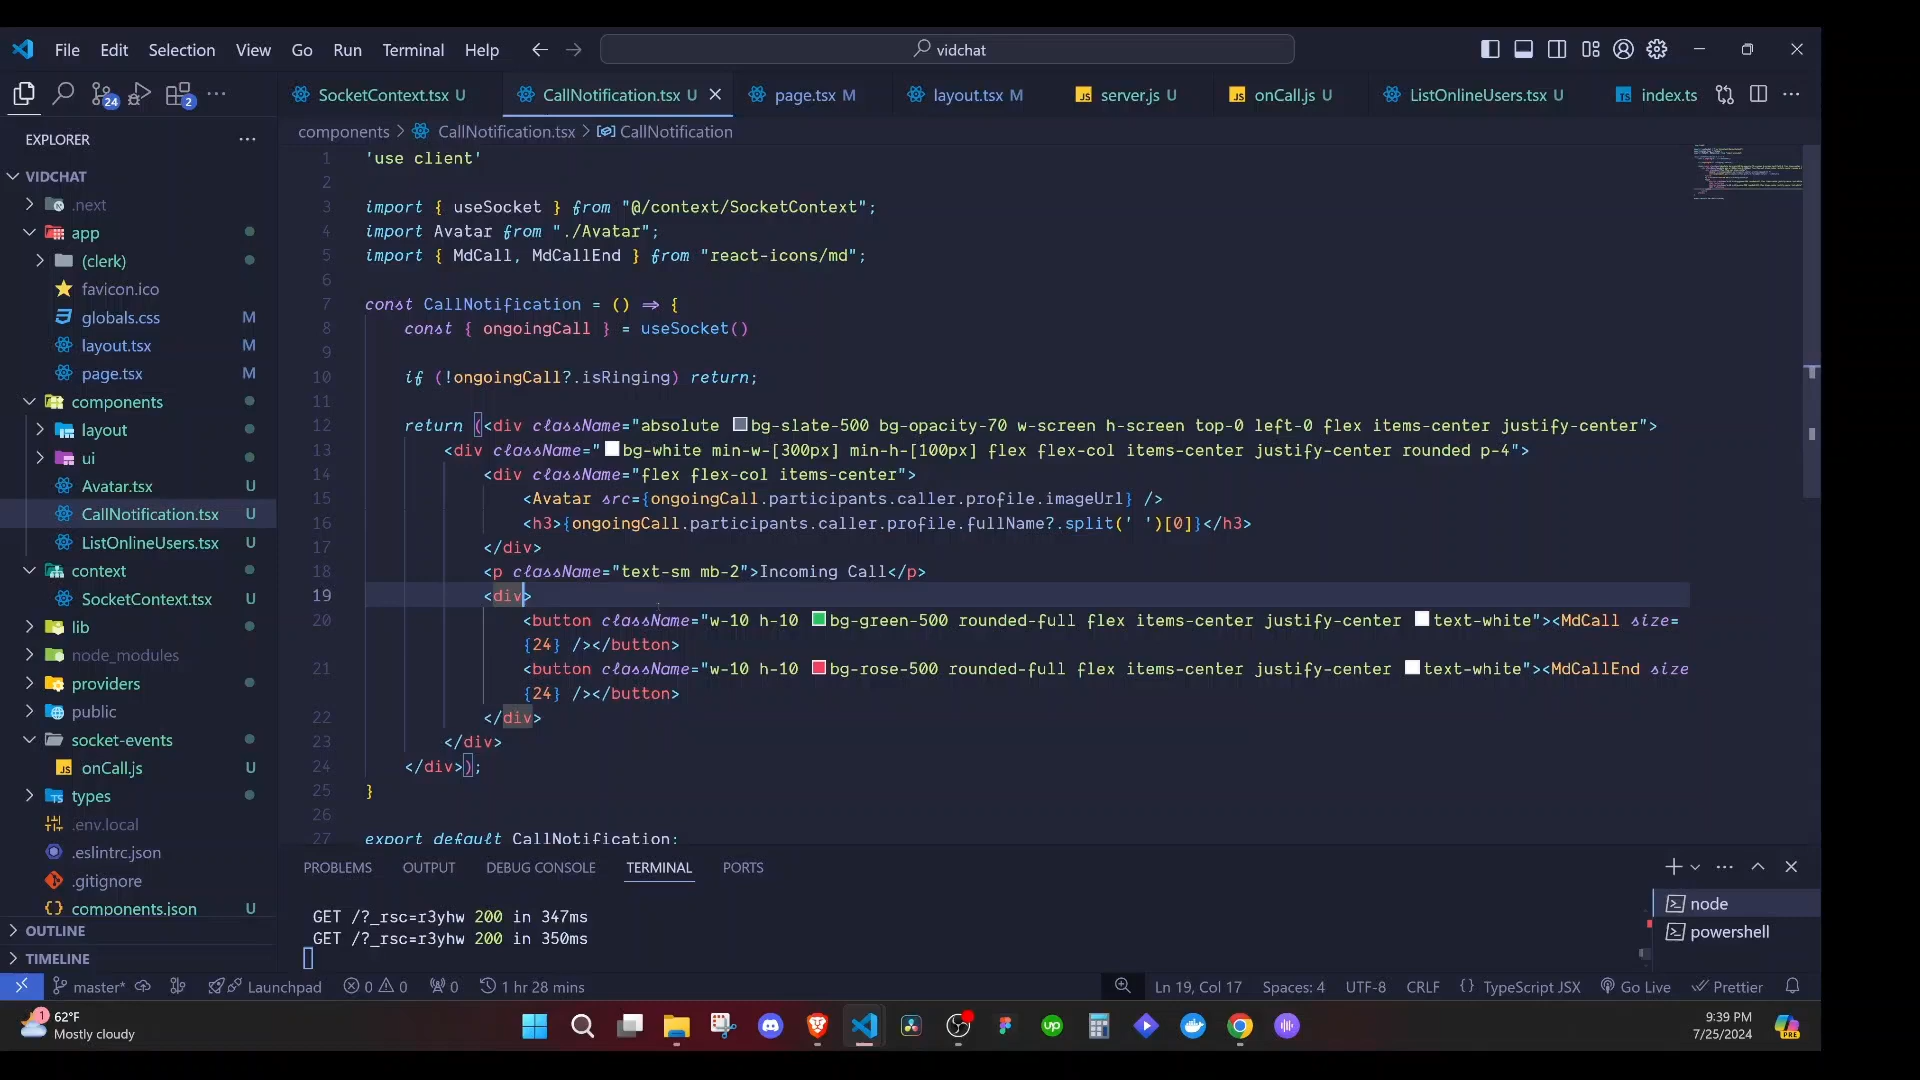 File Edit Selection View Go Run Terminal Help
vidchat
24
2
SocketContext.tsx U
CallNotification.tsx U
page.tsx M
layout.tsx M
server.js U
onCall.js U
ListOnlineUsers.tsx U
index.ts
EXPLORER
components > CallNotification.tsx > CallNotification
VIDCHAT
.next
app
(clerk)
favicon.ico
globals.css M
layout.tsx M
page.tsx M
components
layout
ui
Avatar.tsx U
CallNotification.tsx U
ListOnlineUsers.tsx U
context
SocketContext.tsx U
lib
node_modules
providers
public
socket-events
onCall.js U
types
.env.local
.eslintrc.json
.gitignore
components.json U
OUTLINE
TIMELINE
1 'use client'
2
3 import { useSocket } from "@/context/SocketContext";
4 import Avatar from "./Avatar";
5 import { MdCall, MdCallEnd } from "react-icons/md";
6
7 const CallNotification = () => {
8 const { ongoingCall } = useSocket()
9
10 if (!ongoingCall?.isRinging) return;
11
12 return (<div className="absolute bg-slate-500 bg-opacity-70 w-screen h-screen top-0 left-0 flex items-center justify-center">
13 <div className="bg-white min-w-[300px] min-h-[100px] flex flex-col items-center justify-center rounded p-4">
14 <div className="flex flex-col items-center">
15 <Avatar src={ongoingCall.participants.caller.profile.imageUrl} />
16 <h3>{ongoingCall.participants.caller.profile.fullName?.split(' ')[0]}</h3>
17 </div>
18 <p className="text-sm mb-2">Incoming Call</p>
19 <div>
20 <button className="w-10 h-10 bg-green-500 rounded-full flex items-center justify-center text-white"><MdCall size=
{24} /></button>
21 <button className="w-10 h-10 bg-rose-500 rounded-full flex items-center justify-center text-white"><MdCallEnd size
{24} /></button>
22 </div>
23 </div>
24 </div>);
25 }
26
27 export default CallNotification;
PROBLEMS OUTPUT DEBUG CONSOLE TERMINAL PORTS
GET /?_rsc=r3yhw 200 in 347ms
GET /?_rsc=r3yhw 200 in 350ms
node
powershell
master* Launchpad 0 0 0 1 hr 28 mins
Ln 19, Col 17 Spaces: 4 UTF-8 CRLF {} TypeScript JSX Go Live Prettier
1
62°F
Mostly cloudy
up
9:39 PM
7/25/2024
PRE